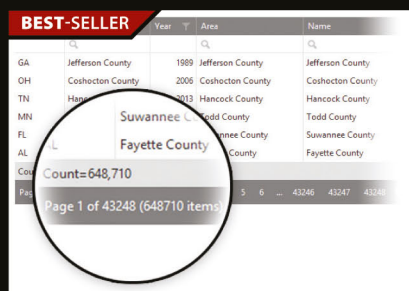 BEST-SELLER
Year Area Name
GA Jefferson County 1989 Jefferson County Jefferson County
OH Coshocton County 2006 Coshocton County Coshocton County
TN 2013 Hancock County Hancock County
MN Suwannee Todd County Todd County
FL County Suwannee County
AL Fayette County County Fayette County
Count=648,710
Page 1 of 43248 (648710 items) 5 6 ... 43246 43247 43248